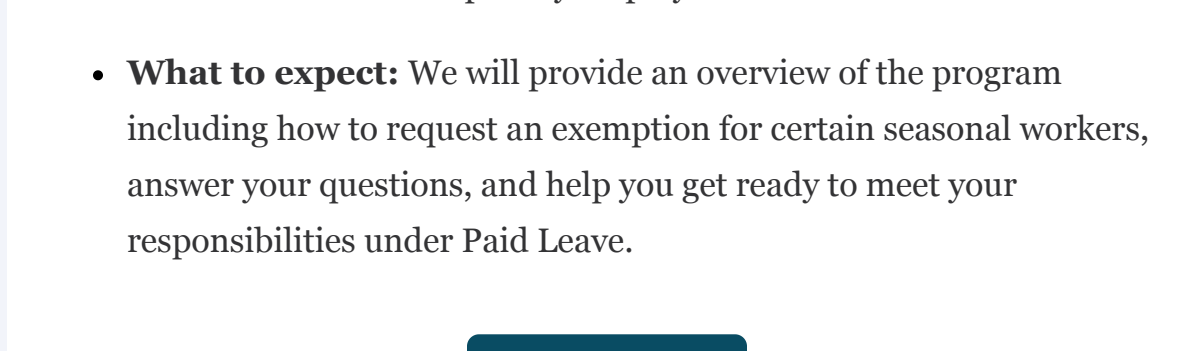 What to expect: We will provide an overview of the program
including how to request an exemption for certain seasonal workers,
answer your questions, and help you get ready to meet your
responsibilities under Paid Leave.